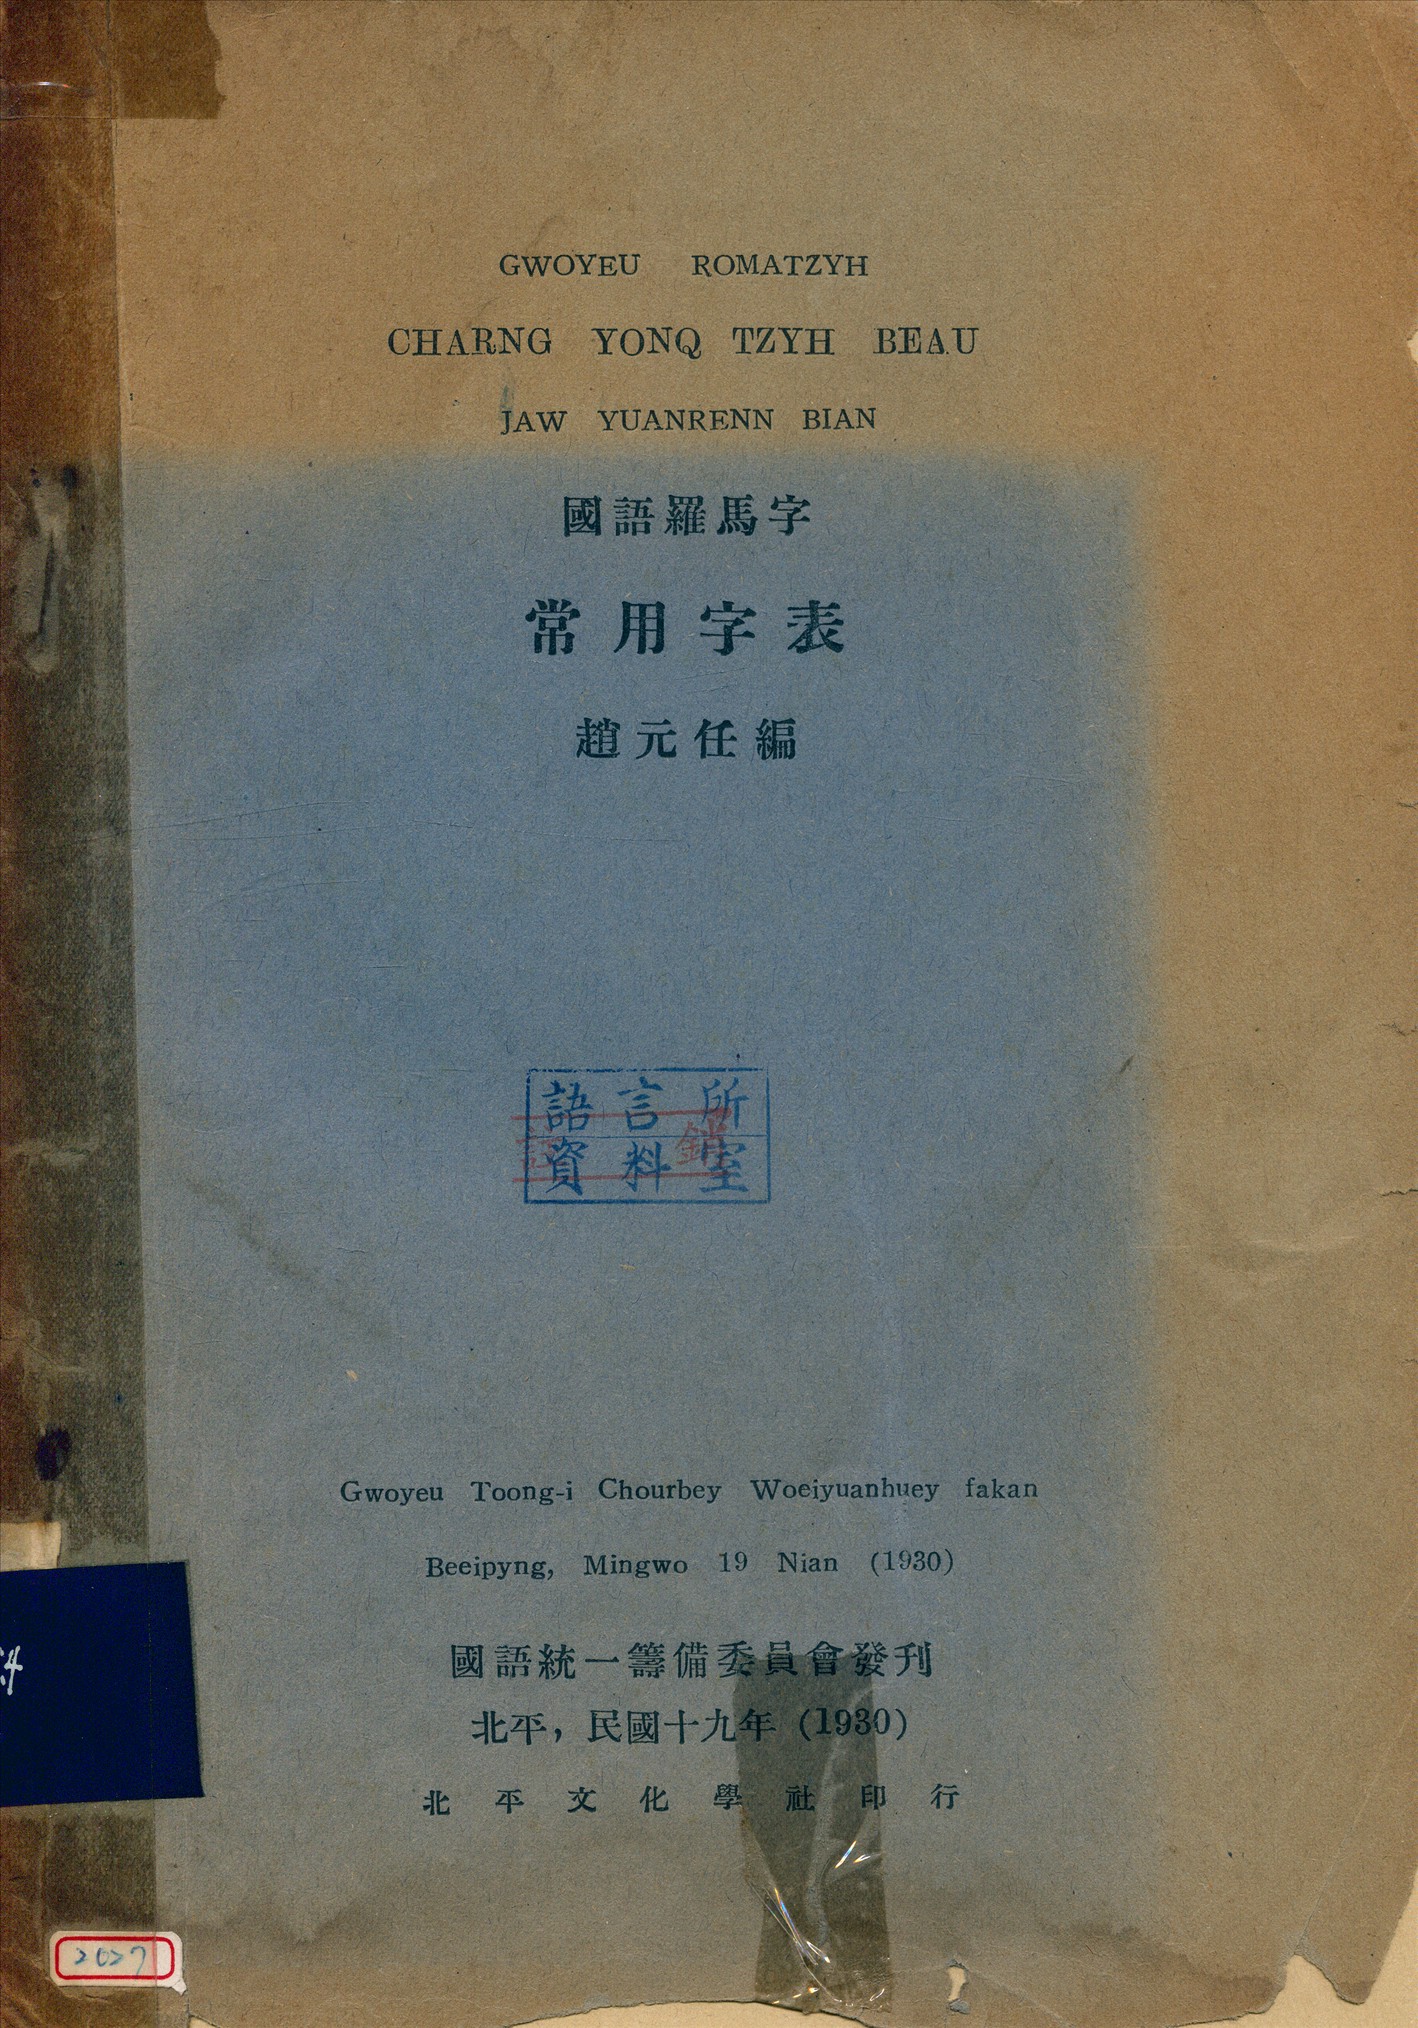 GWOYEU ROMATZYH
CHARNG YONQ TZYH BEAU
JAW YUANRENN BIAN
國語羅馬字
常用字表
趙元任編
語言所
資料室
銷
Gwoyeu Toong-i Chourbey Woeiyuanhuey fakan
Beeipyng, Mingwo 19 Nian (1930)
國語統一籌備委員會發刊
北平, 民國十九年 (1930)
北平文化學社印行
料
2027